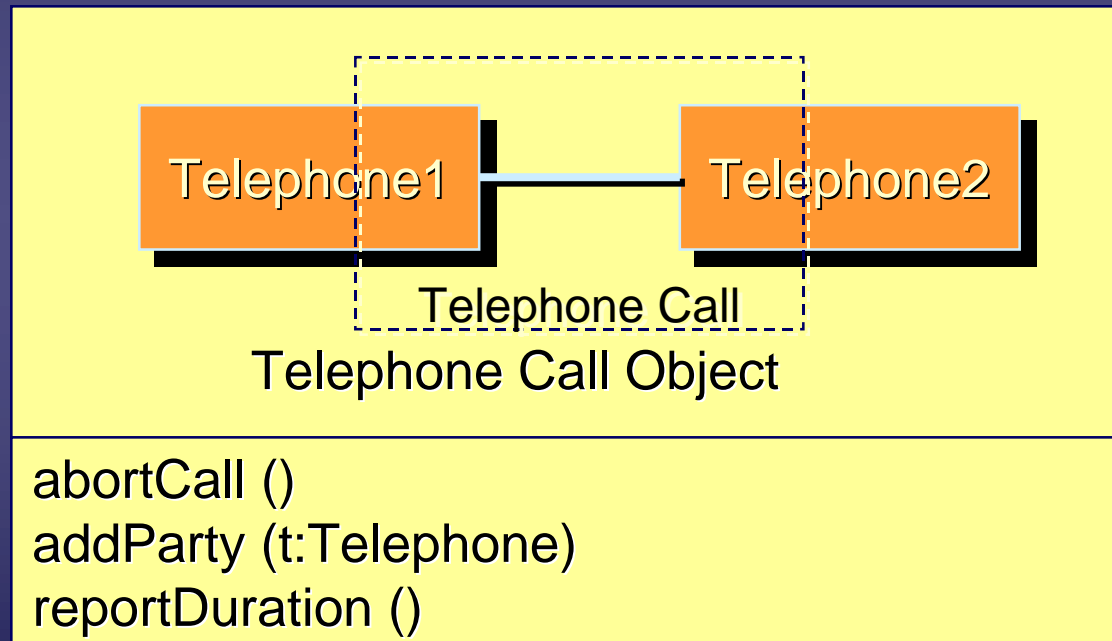 Telephone1 Telephone2
Telephone Call
Telephone Call Object
abortCall ()
addParty (t:Telephone)
reportDuration ()